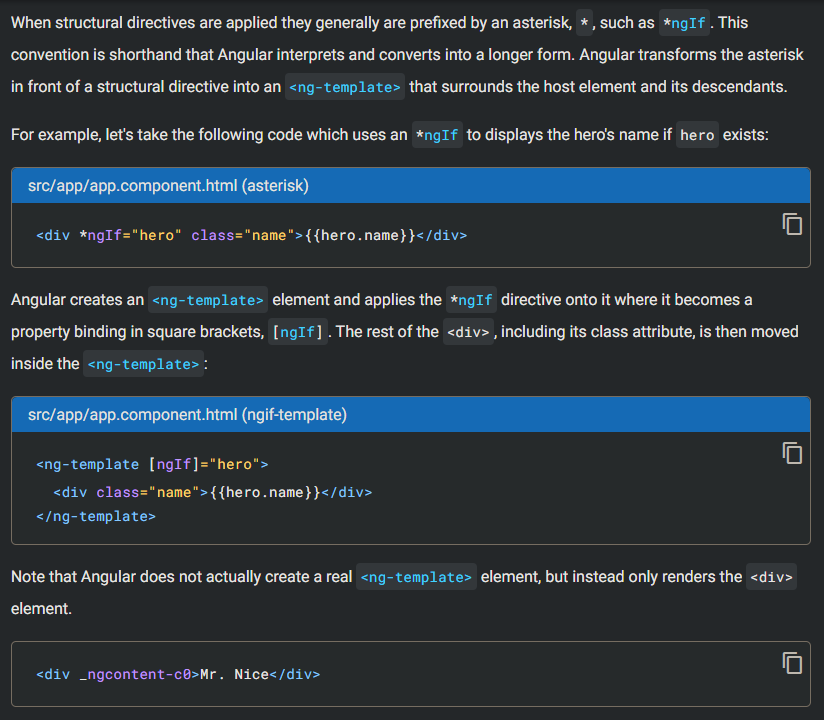 When structural directives are applied they generally are prefixed by an asterisk, *, such as *ngIf. This
convention is shorthand that Angular interprets and converts into a longer form. Angular transforms the asterisk
in front of a structural directive into an <ng-template> that surrounds the host element and its descendants.
For example, let's take the following code which uses an *ngIf to displays the hero's name if hero exists:
src/app/app.component.html (asterisk)
<div *ngIf="hero" class="name">{{hero.name}}</div>
Angular creates an <ng-template> element and applies the *ngIf directive onto it where it becomes a
property binding in square brackets, [ngIf]. The rest of the <div>, including its class attribute, is then moved
inside the <ng-template>:
src/app/app.component.html (ngif-template)
<ng-template [ngIf]="hero">
  <div class="name">{{hero.name}}</div>
</ng-template>
Note that Angular does not actually create a real <ng-template> element, but instead only renders the <div>
element.
<div _ngcontent-c0>Mr. Nice</div>